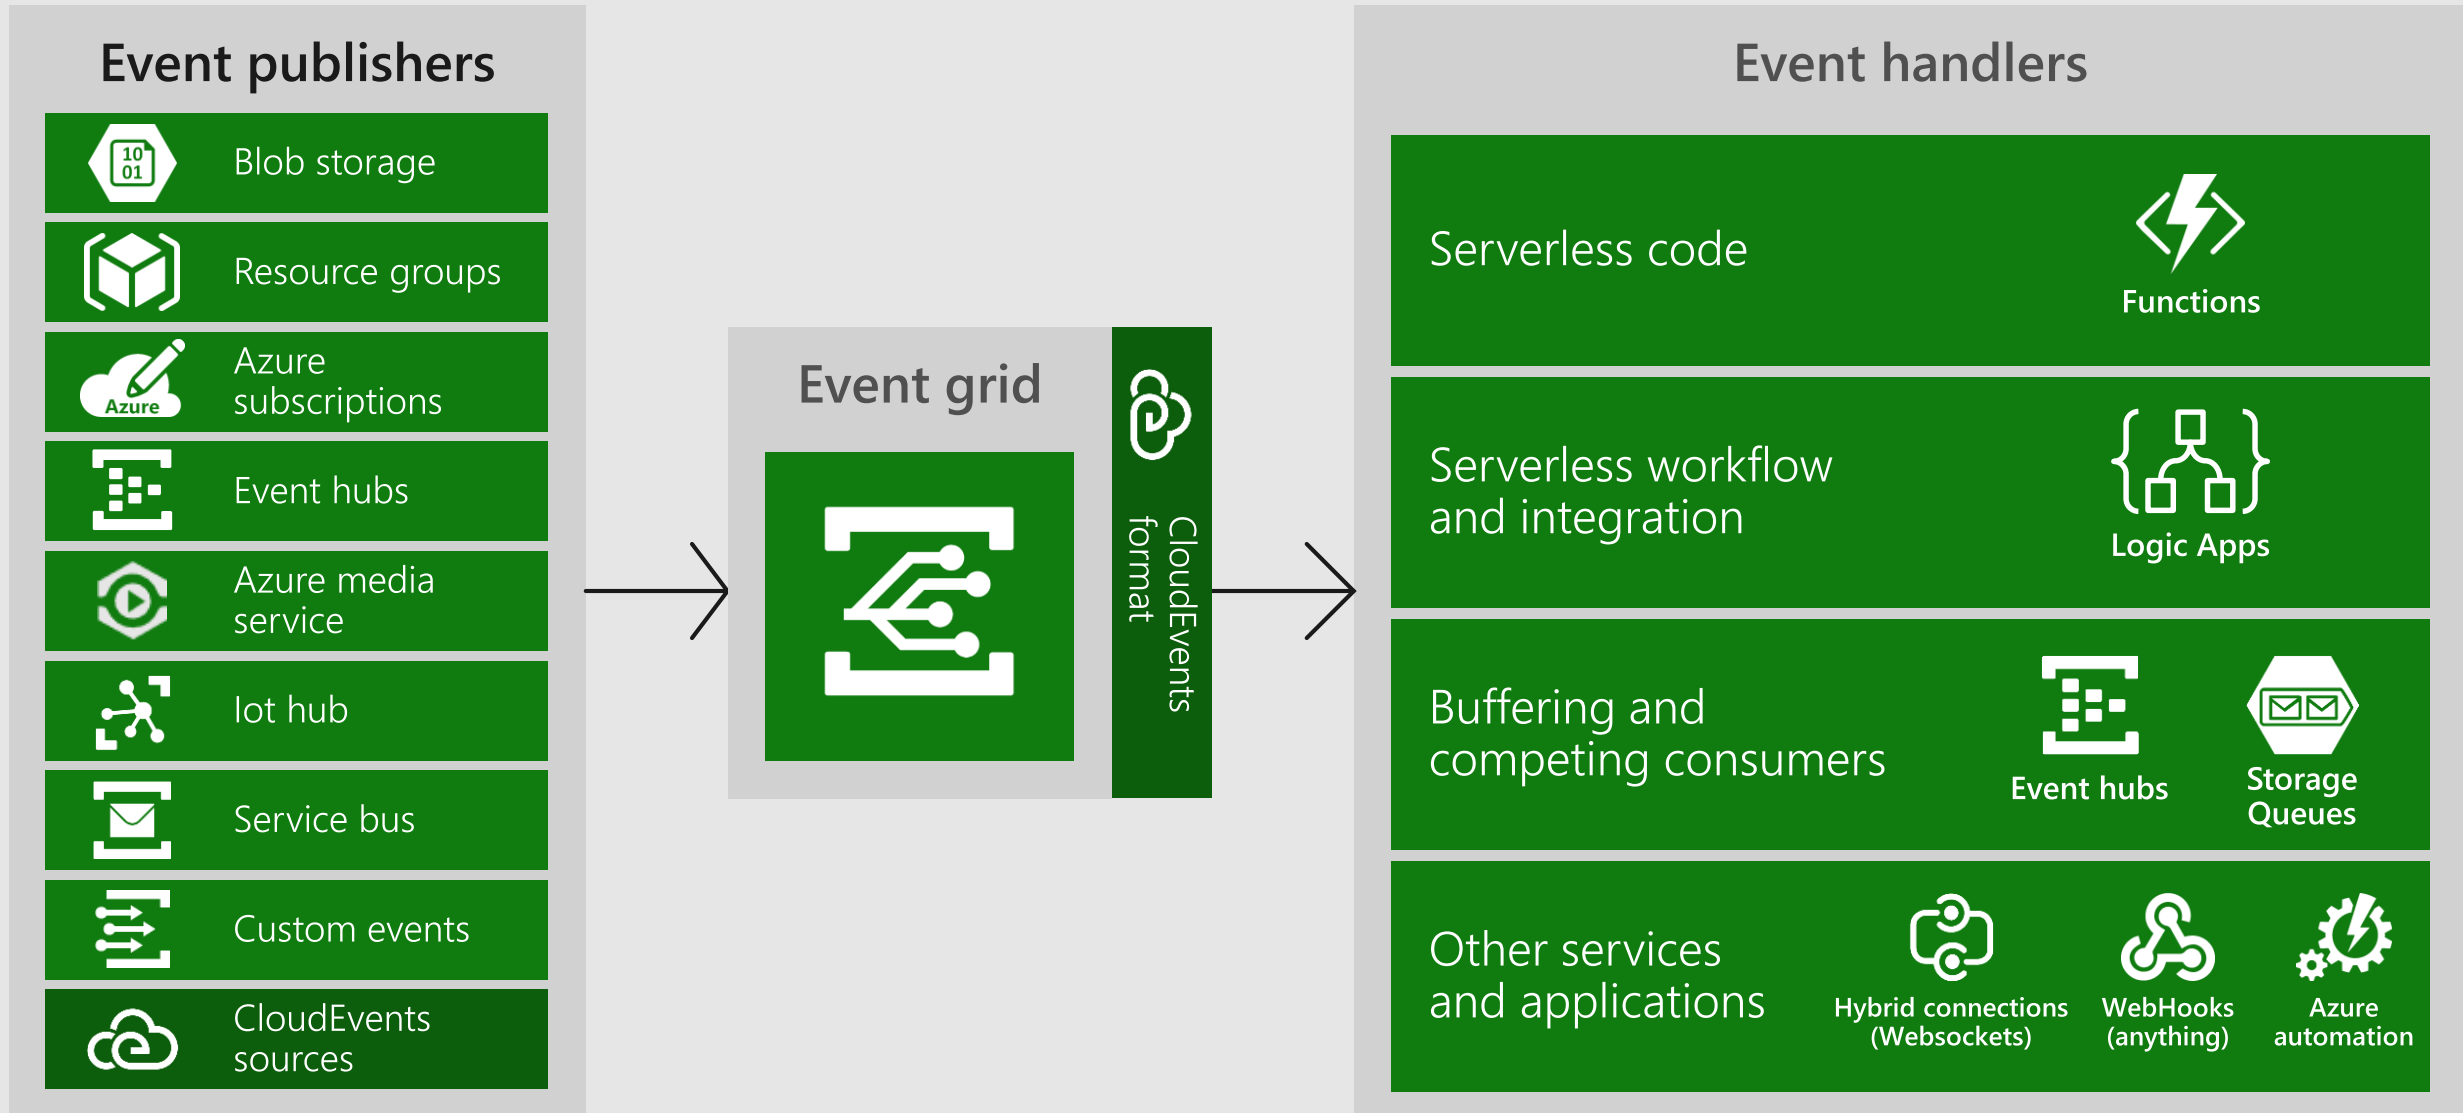 Event publishers
10
01
Blob storage
Resource groups
Azure
Azure
subscriptions
Event hubs
Azure media
service
Iot hub
Service bus
Custom events
CloudEvents
sources
Event grid
CloudEvents
format
Event handlers
Serverless code
Functions
Serverless workflow
and integration
Logic Apps
Buffering and
competing consumers
Event hubs
Storage
Queues
Other services
and applications
Hybrid connections
(Websockets)
WebHooks
(anything)
Azure
automation